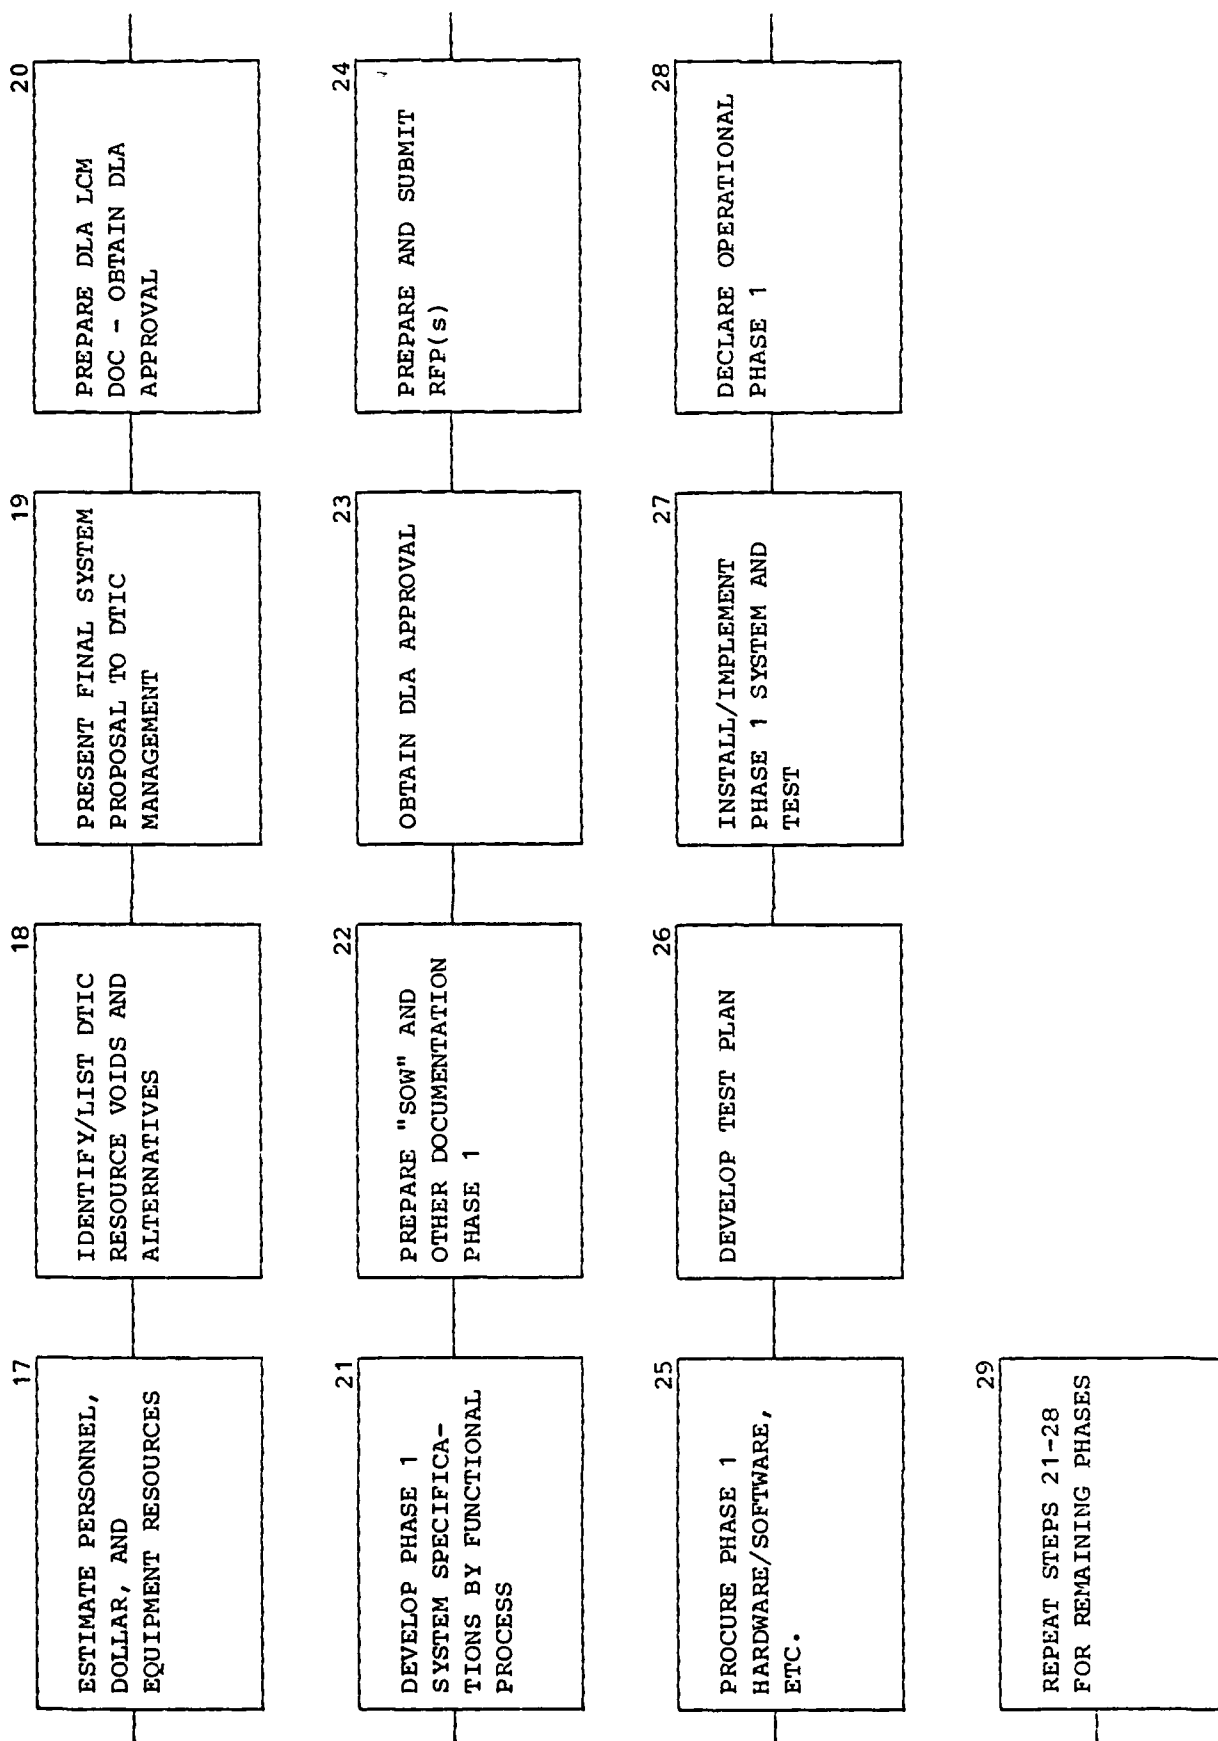 17
ESTIMATE PERSONNEL,
DOLLAR, AND
EQUIPMENT RESOURCES
18
IDENTIFY/LIST DTIC
RESOURCE VOIDS AND
ALTERNATIVES
19
PRESENT FINAL SYSTEM
PROPOSAL TO DTIC
MANAGEMENT
20
PREPARE DLA LCM
DOC - OBTAIN DLA
APPROVAL
21
DEVELOP PHASE 1
SYSTEM SPECIFICA-
TIONS BY FUNCTIONAL
PROCESS
22
PREPARE "SOW" AND
OTHER DOCUMENTATION
PHASE 1
23
OBTAIN DLA APPROVAL
24
PREPARE AND SUBMIT
RFP(s)
25
PROCURE PHASE 1
HARDWARE/SOFTWARE,
ETC.
26
DEVELOP TEST PLAN
27
INSTALL/IMPLEMENT
PHASE 1 SYSTEM AND
TEST
28
DECLARE OPERATIONAL
PHASE 1
29
REPEAT STEPS 21-28
FOR REMAINING PHASES